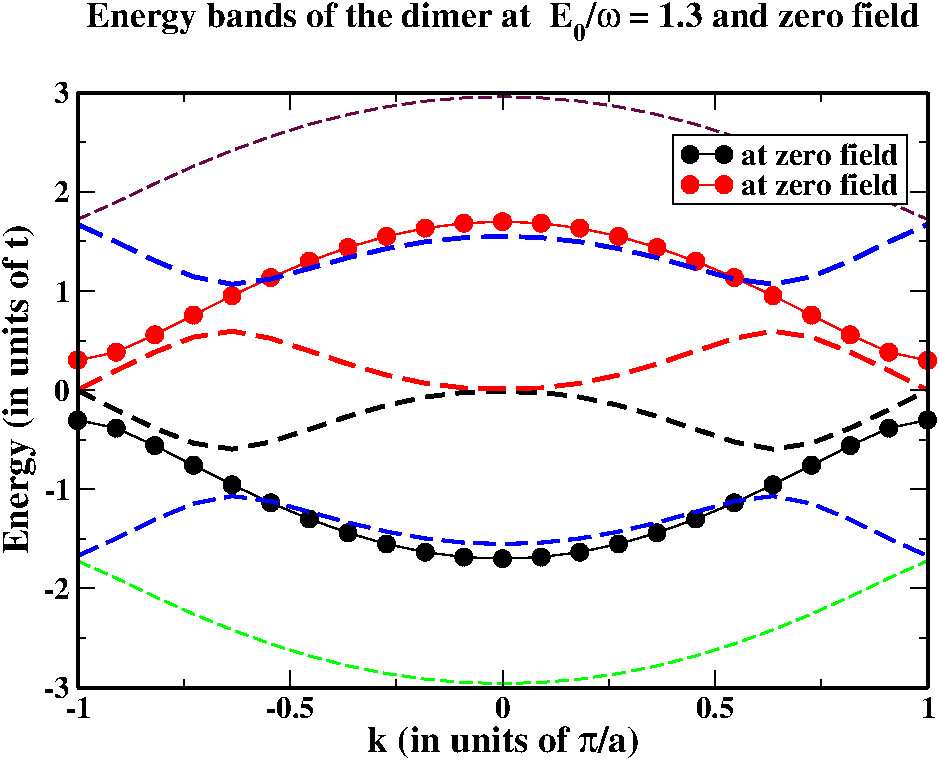 Energy bands of the dimer at E₀/ω = 1.3 and zero field
3
at zero field
at zero field
2
1
0
-1
-2
-3
Energy (in units of t)
-1 -0.5 0 0.5 1
k (in units of π/a)